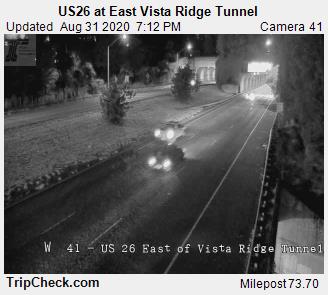 US26 at East Vista Ridge Tunnel
Updated Aug 31 2020 7:12 PM Camera 41
W 41 - US 26 East of Vista Ridge Tunnel
TripCheck.com Milepost 73.70